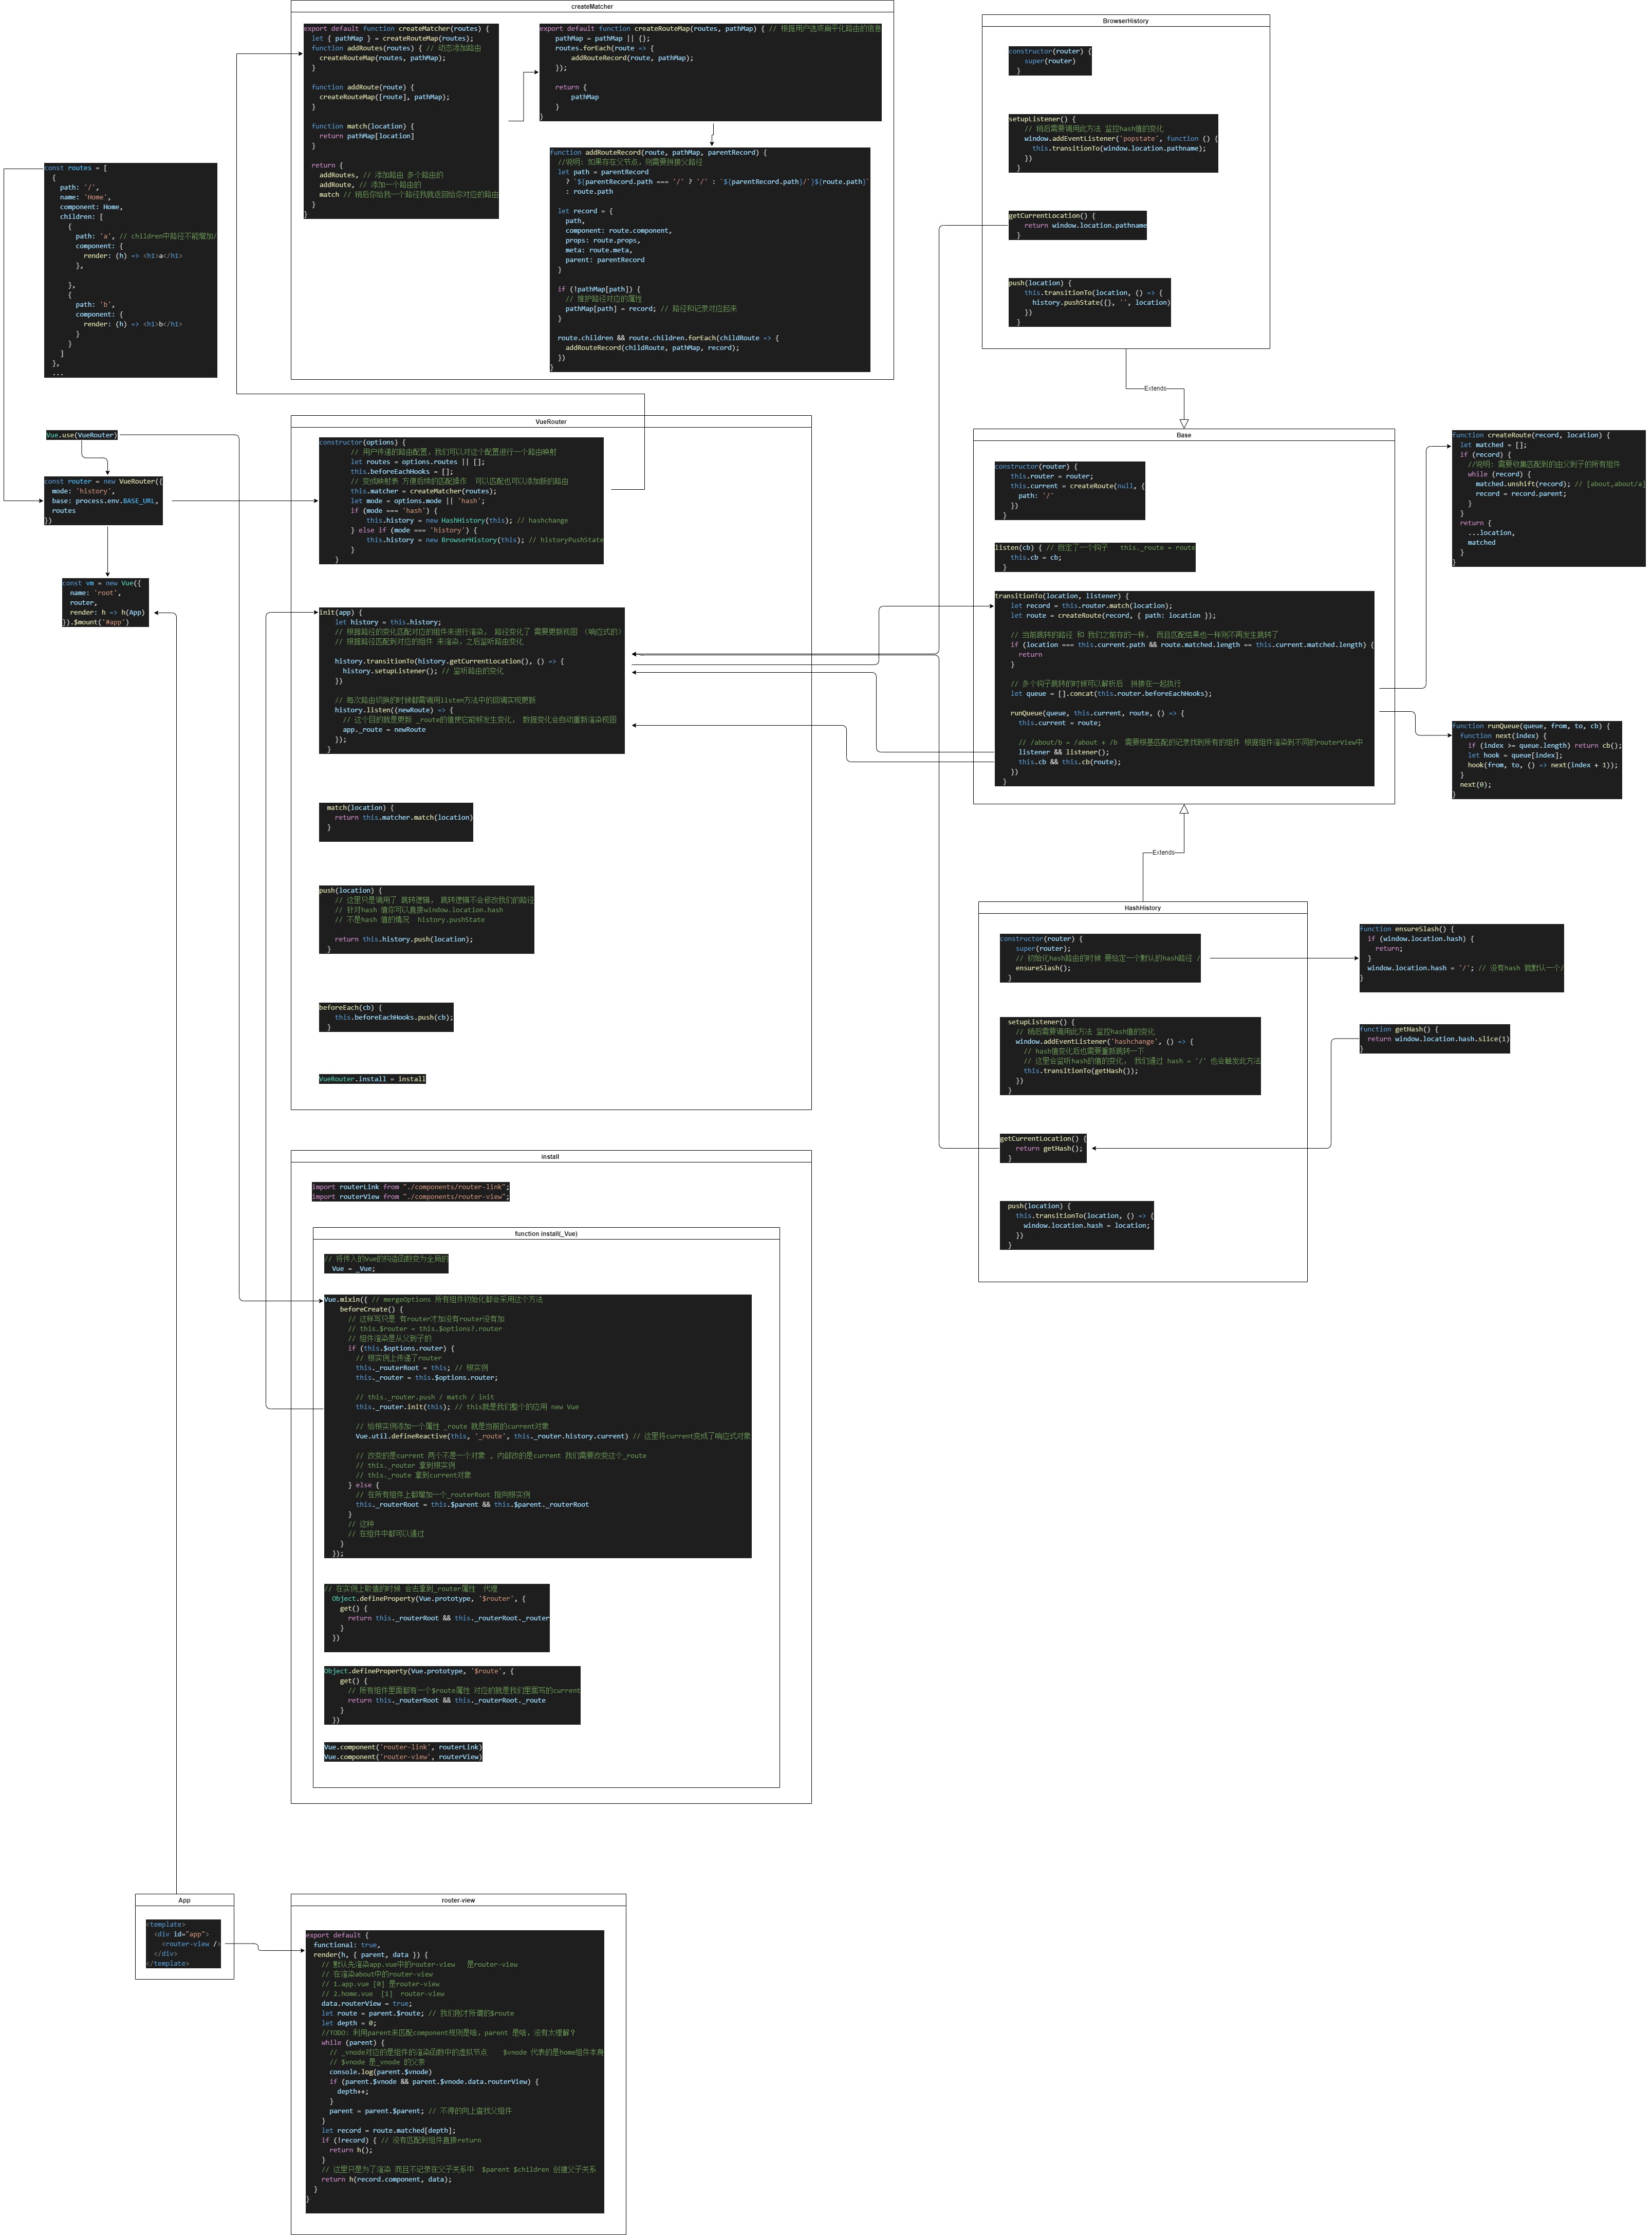 createMatcher
export default function createMatcher(routes) {
let { pathMap } = createRouteMap(routes);
function addRoutes(routes) { // 动态添加路由
createRouteMap(routes, pathMap);
}
function addRoute(route) {
createRouteMap([route], pathMap);
}
function match(location) {
return pathMap[location]
}
return {
addRoutes, // 添加路由 多个路由的
addRoute, // 添加一个路由的
match // 稍后你给我一个路径我就返回给你对应的路由
}
}
export default function createRouteMap(routes, pathMap) { // 根据用户选项扁平化路由的信息
pathMap = pathMap || {};
routes.forEach(route => {
addRouteRecord(route, pathMap);
});
return {
pathMap
}
}
function addRouteRecord(route, pathMap, parentRecord) {
//说明: 如果存在父节点，则需要拼接父路径
let path = parentRecord
? `${parentRecord.path === '/' ? '/' : `${parentRecord.path}/`}${route.path}`
: route.path
let record = {
path,
component: route.component,
props: route.props,
meta: route.meta,
parent: parentRecord
}
if (!pathMap[path]) {
// 维护路径对应的属性
pathMap[path] = record; // 路径和记录对应起来
}
route.children && route.children.forEach(childRoute => {
addRouteRecord(childRoute, pathMap, record);
})
}
const routes = [
{
path: '/',
name: 'Home',
component: Home,
children: [
{
path: 'a', // children中路径不能增加/
component: {
render: (h) => <h1>a</h1>
},
},
{
path: 'b',
component: {
render: (h) => <h1>b</h1>
}
}
]
},
...
Vue.use(VueRouter)
const router = new VueRouter({
mode: 'history',
base: process.env.BASE_URL,
routes
})
const vm = new Vue({
name: 'root',
router,
render: h => h(App)
}).$mount('#app')
VueRouter
constructor(options) {
// 用户传递的路由配置，我们可以对这个配置进行一个路由映射
let routes = options.routes || [];
this.beforeEachHooks = [];
// 变成映射表 方便后续的匹配操作 可以匹配也可以添加新的路由
this.matcher = createMatcher(routes);
let mode = options.mode || 'hash';
if (mode === 'hash') {
this.history = new HashHistory(this); // hashchange
} else if (mode === 'history') {
this.history = new BrowserHistory(this); // historyPushState
}
}
init(app) {
let history = this.history;
// 根据路径的变化匹配对应的组件来进行渲染， 路径变化了 需要更新视图 （响应式的）
// 根据路径匹配到对应的组件 来渲染，之后监听路由变化
history.transitionTo(history.getCurrentLocation(), () => {
history.setupListener(); // 监听路由的变化
})
// 每次路由切换的时候都需调用listen方法中的回调实现更新
history.listen((newRoute) => {
// 这个目的就是更新 _route的值使它能够发生变化， 数据变化会自动重新渲染视图
app._route = newRoute
});
}
match(location) {
return this.matcher.match(location)
}
push(location) {
// 这里只是调用了 跳转逻辑， 跳转逻辑不会修改我们的路径
// 针对hash 值你可以直接window.location.hash
// 不是hash 值的情况 history.pushState
return this.history.push(location);
}
beforeEach(cb) {
this.beforeEachHooks.push(cb);
}
VueRouter.install = install
BrowserHistory
constructor(router) {
super(router)
}
setupListener() {
// 稍后需要调用此方法 监控hash值的变化
window.addEventListener('popstate', function () {
this.transitionTo(window.location.pathname);
})
}
getCurrentLocation() {
return window.location.pathname
}
push(location) {
this.transitionTo(location, () => {
history.pushState({}, '', location)
})
}
Extends
Base
constructor(router) {
this.router = router;
this.current = createRoute(null, {
path: '/'
})
}
listen(cb) { // 自定了一个钩子 this._route = route
this.cb = cb;
}
transitionTo(location, listener) {
let record = this.router.match(location);
let route = createRoute(record, { path: location });
// 当前跳转的路径 和 我们之前存的一样， 而且匹配结果也一样则不再发生跳转了
if (location === this.current.path && route.matched.length == this.current.matched.length) {
return
}
// 多个钩子跳转的时候可以解析后 拼接在一起执行
let queue = [].concat(this.router.beforeEachHooks);
runQueue(queue, this.current, route, () => {
this.current = route;
// /about/b = /about + /b 需要根基匹配的记录找到所有的组件 根据组件渲染到不同的routerView中
listener && listener();
this.cb && this.cb(route);
})
}
function createRoute(record, location) {
let matched = [];
if (record) {
//说明: 需要收集匹配到的由父到子的所有组件
while (record) {
matched.unshift(record); // [about,about/a]
record = record.parent;
}
}
return {
...location,
matched
}
}
function runQueue(queue, from, to, cb) {
function next(index) {
if (index >= queue.length) return cb();
let hook = queue[index];
hook(from, to, () => next(index + 1));
}
next(0);
}
Extends
HashHistory
constructor(router) {
super(router);
// 初始化hash路由的时候 要给定一个默认的hash路径 /
ensureSlash();
}
setupListener() {
// 稍后需要调用此方法 监控hash值的变化
window.addEventListener('hashchange', () => {
// hash值变化后也需要重新跳转一下
// 这里会监听hash的值的变化， 我们通过 hash = '/' 也会触发此方法
this.transitionTo(getHash());
})
}
getCurrentLocation() {
return getHash();
}
push(location) {
this.transitionTo(location, () => {
window.location.hash = location;
})
}
function ensureSlash() {
if (window.location.hash) {
return;
}
window.location.hash = '/'; // 没有hash 就默认一个/
}
function getHash() {
return window.location.hash.slice(1)
}
install
import routerLink from "./components/router-link";
import routerView from "./components/router-view";
function install(_Vue)
// 将传入的Vue的构造函数变为全局的
Vue = _Vue;
Vue.mixin({ // mergeOptions 所有组件初始化都会采用这个方法
beforeCreate() {
// 这样写只是 有router才加没有router没有加
// this.$router = this.$options?.router
// 组件渲染是从父到子的
if (this.$options.router) {
// 根实例上传递了router
this._routerRoot = this; // 根实例
this._router = this.$options.router;
// this._router.push / match / init
this._router.init(this); // this就是我们整个的应用 new Vue
// 给根实例添加一个属性 _route 就是当前的current对象
Vue.util.defineReactive(this, '_route', this._router.history.current) // 这里将current变成了响应式对象
// 改变的是current 两个不是一个对象 , 内部改的是current 我们需要改变这个_route
// this._router 拿到根实例
// this._route 拿到current对象
} else {
// 在所有组件上都增加一个_routerRoot 指向根实例
this._routerRoot = this.$parent && this.$parent._routerRoot
}
// 这种
// 在组件中都可以通过
}
});
// 在实例上取值的时候 会去拿到_router属性 代理
Object.defineProperty(Vue.prototype, '$router', {
get() {
return this._routerRoot && this._routerRoot._router
}
})
Object.defineProperty(Vue.prototype, '$route', {
get() {
// 所有组件里面都有一个$route属性 对应的就是我们里面写的current
return this._routerRoot && this._routerRoot._route
}
})
Vue.component('router-link', routerLink)
Vue.component('router-view', routerView)
App
<template>
<div id="app">
<router-view />
</div>
</template>
router-view
export default {
functional: true,
render(h, { parent, data }) {
// 默认先渲染app.vue中的router-view 是router-view
// 在渲染about中的router-view
// 1.app.vue [0] 是router-view
// 2.home.vue [1] router-view
data.routerView = true;
let route = parent.$route; // 我们刚才所谓的$route
let depth = 0;
//TODO: 利用parent来匹配component规则是啥，parent 是啥，没有太理解？
while (parent) {
// _vnode对应的是组件的渲染函数中的虚拟节点 $vnode 代表的是home组件本身
// $vnode 是_vnode 的父亲
console.log(parent.$vnode)
if (parent.$vnode && parent.$vnode.data.routerView) {
depth++;
}
parent = parent.$parent; // 不停的向上查找父组件
}
let record = route.matched[depth];
if (!record) { // 没有匹配到组件直接return
return h();
}
// 这里只是为了渲染 而且不记录在父子关系中 $parent $children 创建父子关系
return h(record.component, data);
}
}